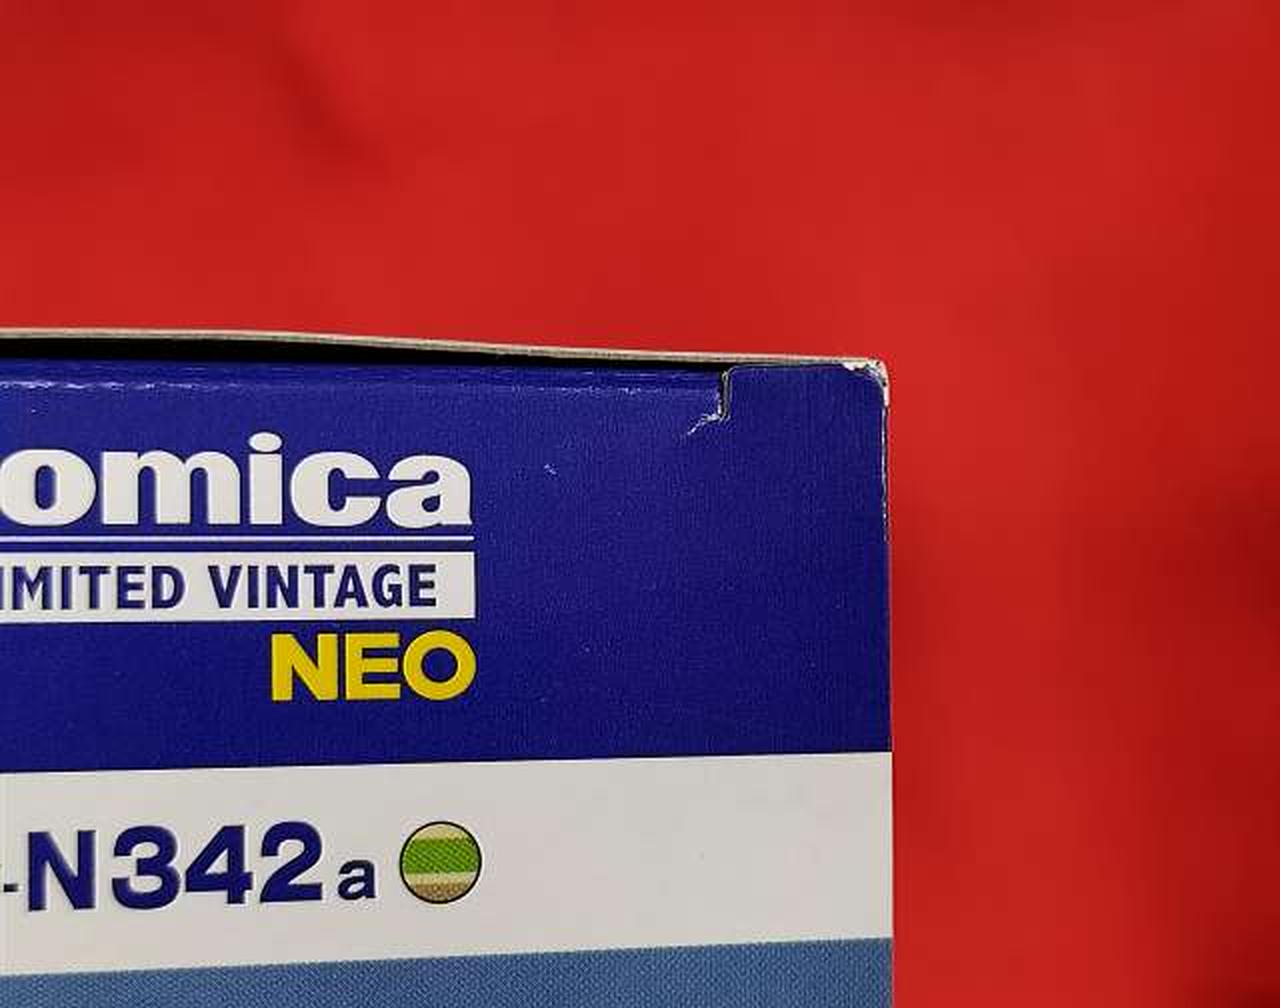 omica
IMITED VINTAGE
NEO
-N342a